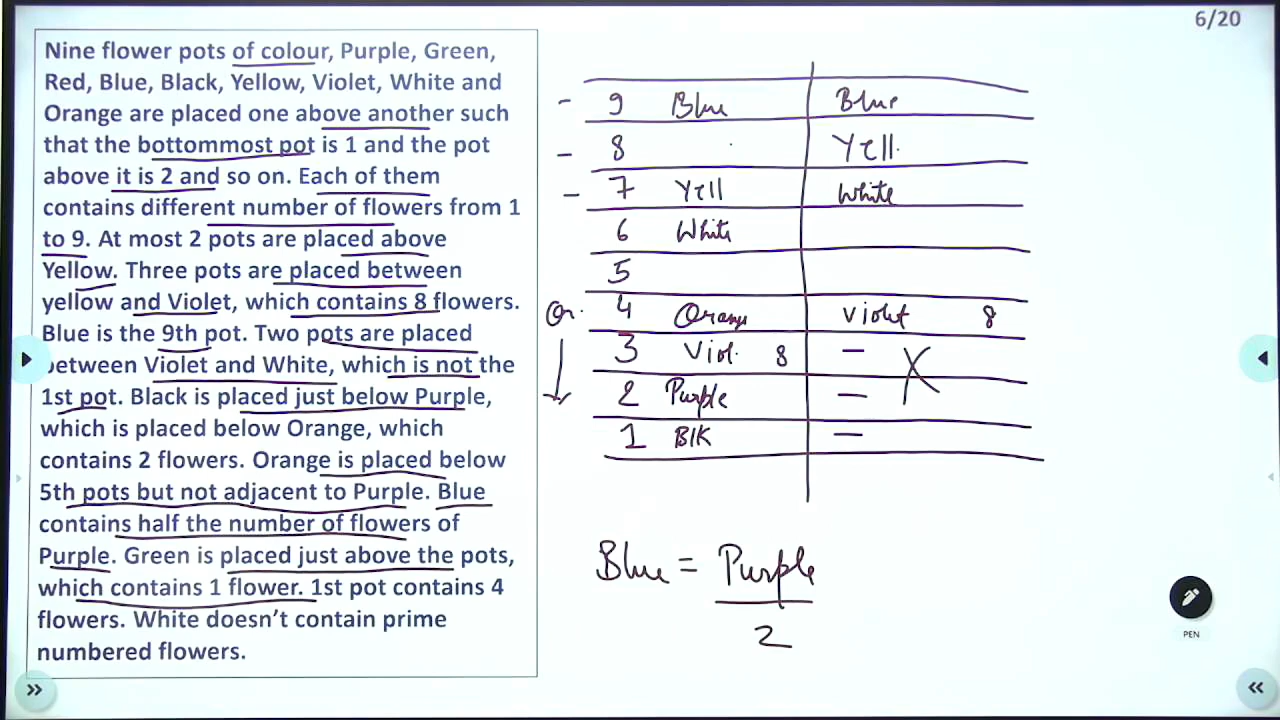 6/20
Nine flower pots of colour, Purple, Green,
Red, Blue, Black, Yellow, Violet, White and
Orange are placed one above another such
that the bottommost pot is 1 and the pot
above it is 2 and so on. Each of them
contains different number of flowers from 1
to 9. At most 2 pots are placed above
Yellow. Three pots are placed between
yellow and Violet, which contains 8 flowers.
Blue is the 9th pot. Two pots are placed
between Violet and White, which is not the
1st pot. Black is placed just below Purple,
which is placed below Orange, which
contains 2 flowers. Orange is placed below
5th pots but not adjacent to Purple. Blue
contains half the number of flowers of
Purple. Green is placed just above the pots,
which contains 1 flower. 1st pot contains 4
flowers. White doesn't contain prime
numbered flowers.
- 9 Blue Blue
- 8 Yell.
- 7 Yell White
6 White
5
Or. 4 Orange Violet 8
3 Viol. 8 -
2 Purple -
1 BlK -
Blue = Purple
2
PEN